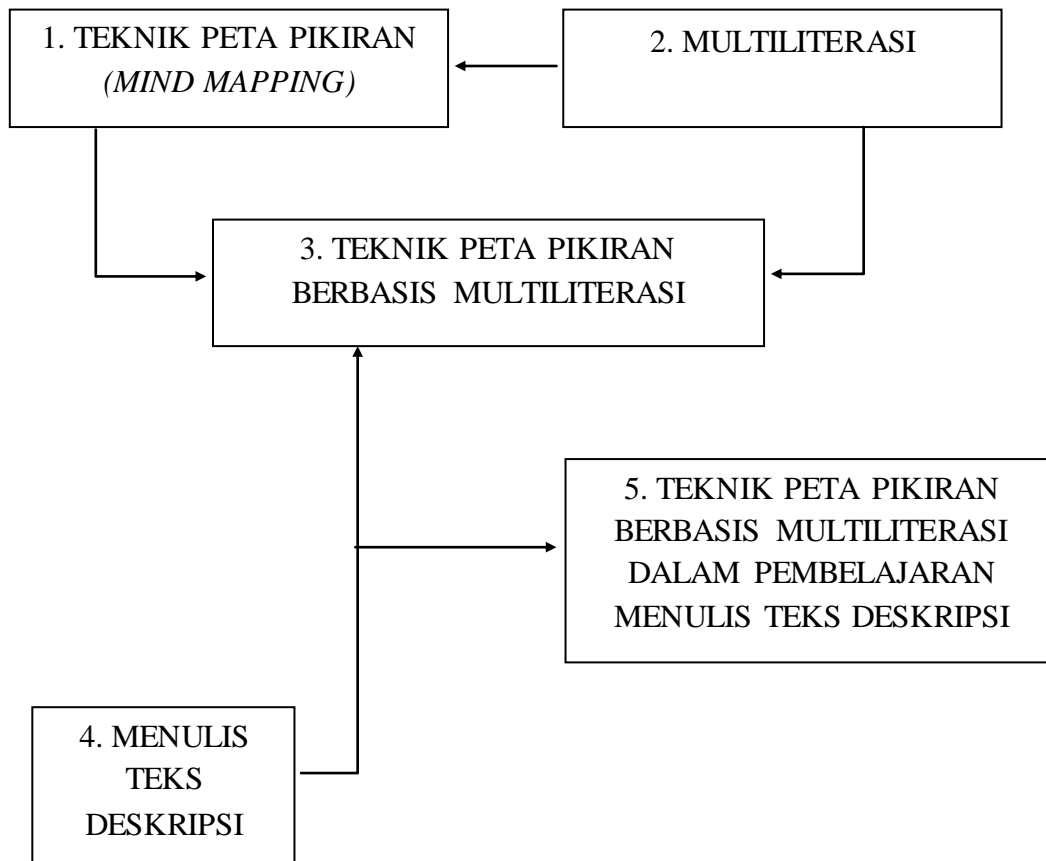 1. TEKNIK PETA PIKIRAN
(MIND MAPPING)
2. MULTILITERASI
3. TEKNIK PETA PIKIRAN
BERBASIS MULTILITERASI
5. TEKNIK PETA PIKIRAN
BERBASIS MULTILITERASI
DALAM PEMBELAJARAN
MENULIS TEKS DESKRIPSI
4. MENULIS
TEKS
DESKRIPSI